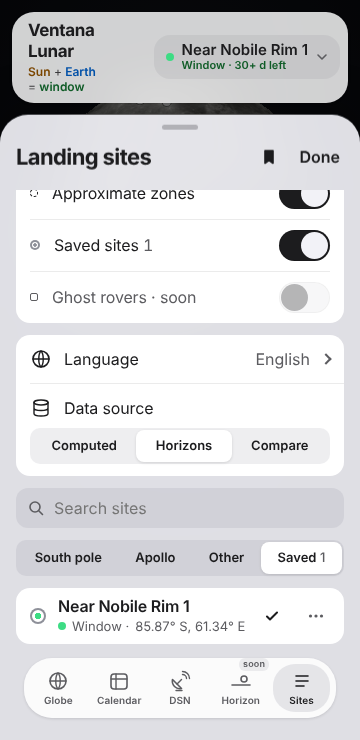 Ventana
Lunar
Sun + Earth
= window
Near Nobile Rim 1
Window · 30+ d left
Landing sites
Done
Approximate zones
Saved sites 1
Ghost rovers · soon
Language
English
Data source
Computed Horizons Compare
Search sites
South pole Apollo Other Saved 1
Near Nobile Rim 1
Window · 85.87° S, 61.34° E
soon
Globe Calendar DSN Horizon Sites